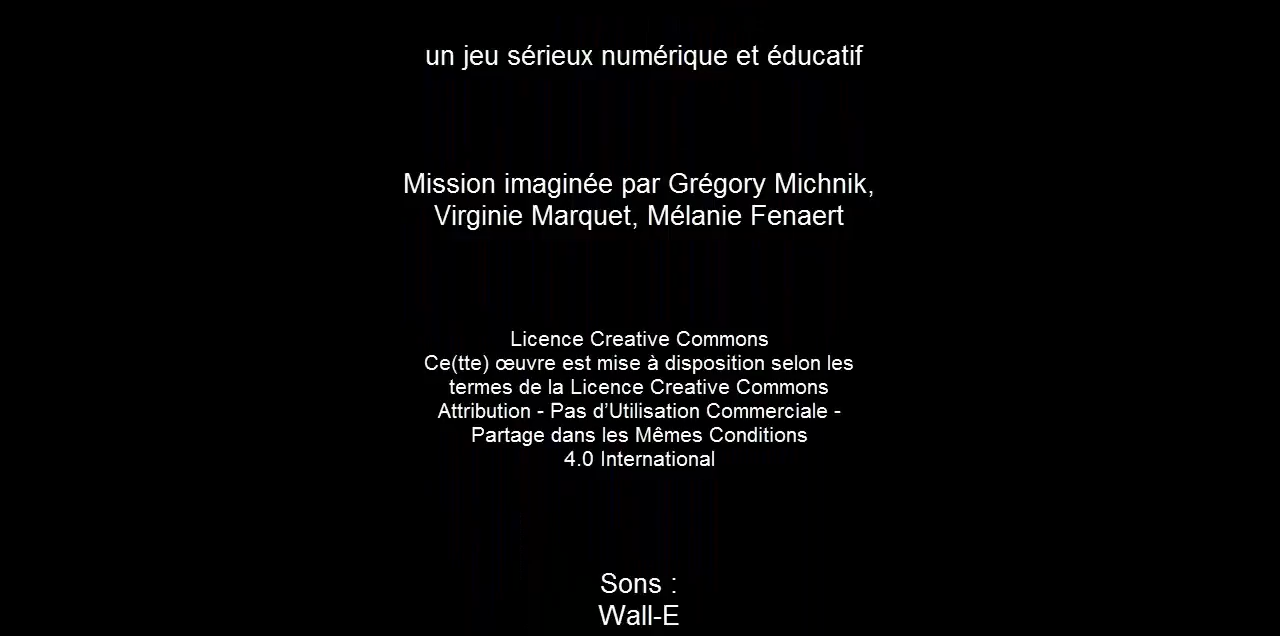 un jeu sérieux numérique et éducatif
Mission imaginée par Grégory Michnik,
Virginie Marquet, Mélanie Fenaert
Licence Creative Commons
Ce(tte) œuvre est mise à disposition selon les
termes de la Licence Creative Commons
Attribution - Pas d’Utilisation Commerciale -
Partage dans les Mêmes Conditions
4.0 International
Sons :
Wall-E